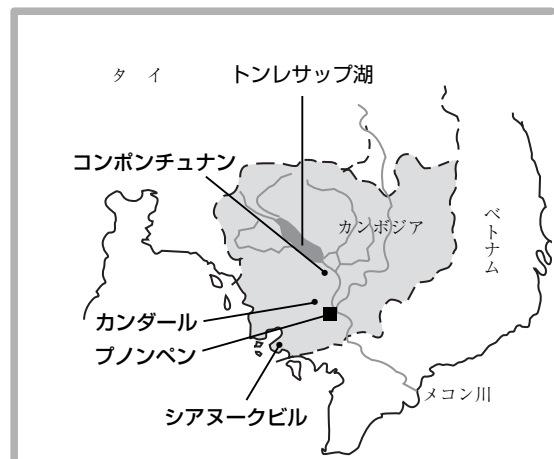 タイ
トンレサップ湖
コンポンチュナン
カンボジア
ベトナム
カンダール
プノンペン
メコン川
シアヌークビル